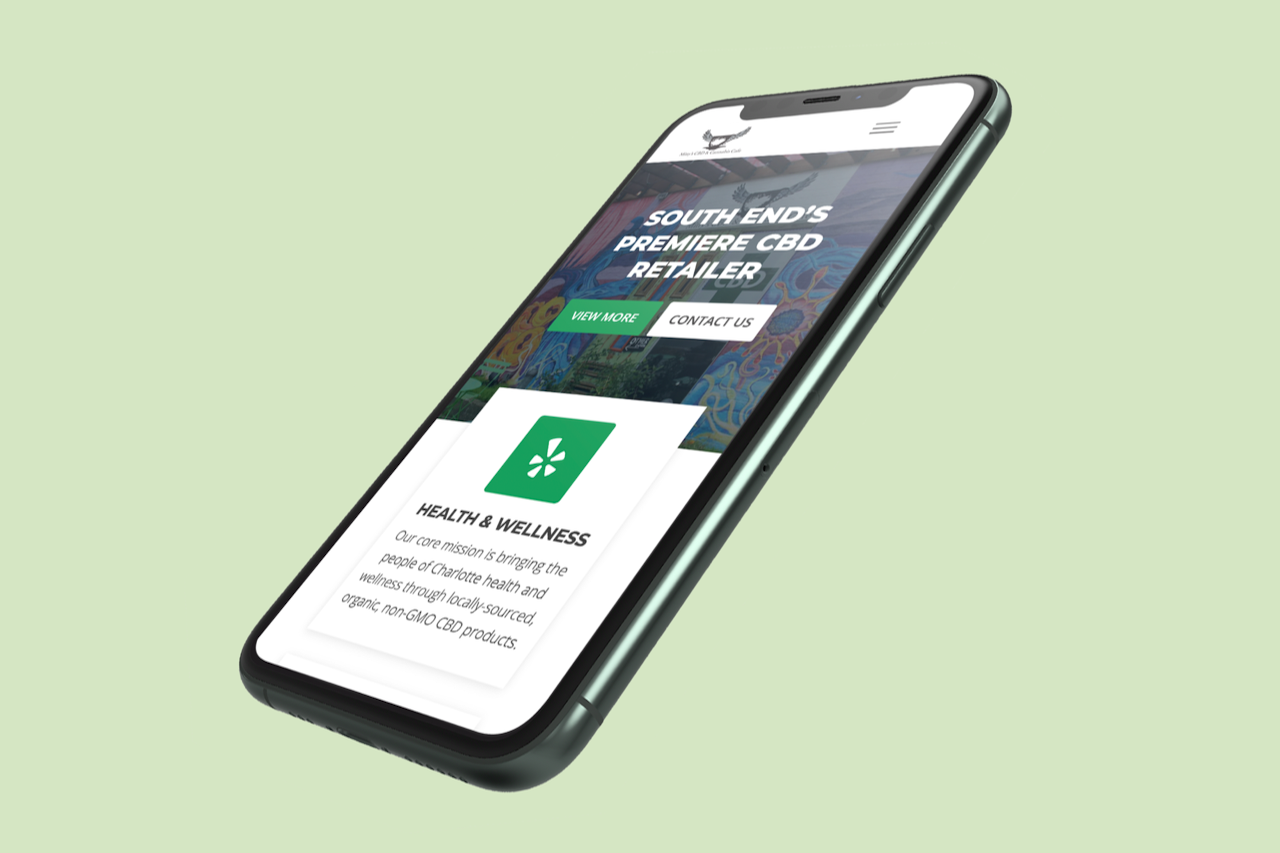 SOUTH END'S
PREMIERE CBD
RETAILER
CBD
VIEW MORE
CONTACT US
HEALTH & WELLNESS
Our core mission is bringing the
people of Charlotte health and
wellness through locally-sourced,
organic, non-GMO CBD products.